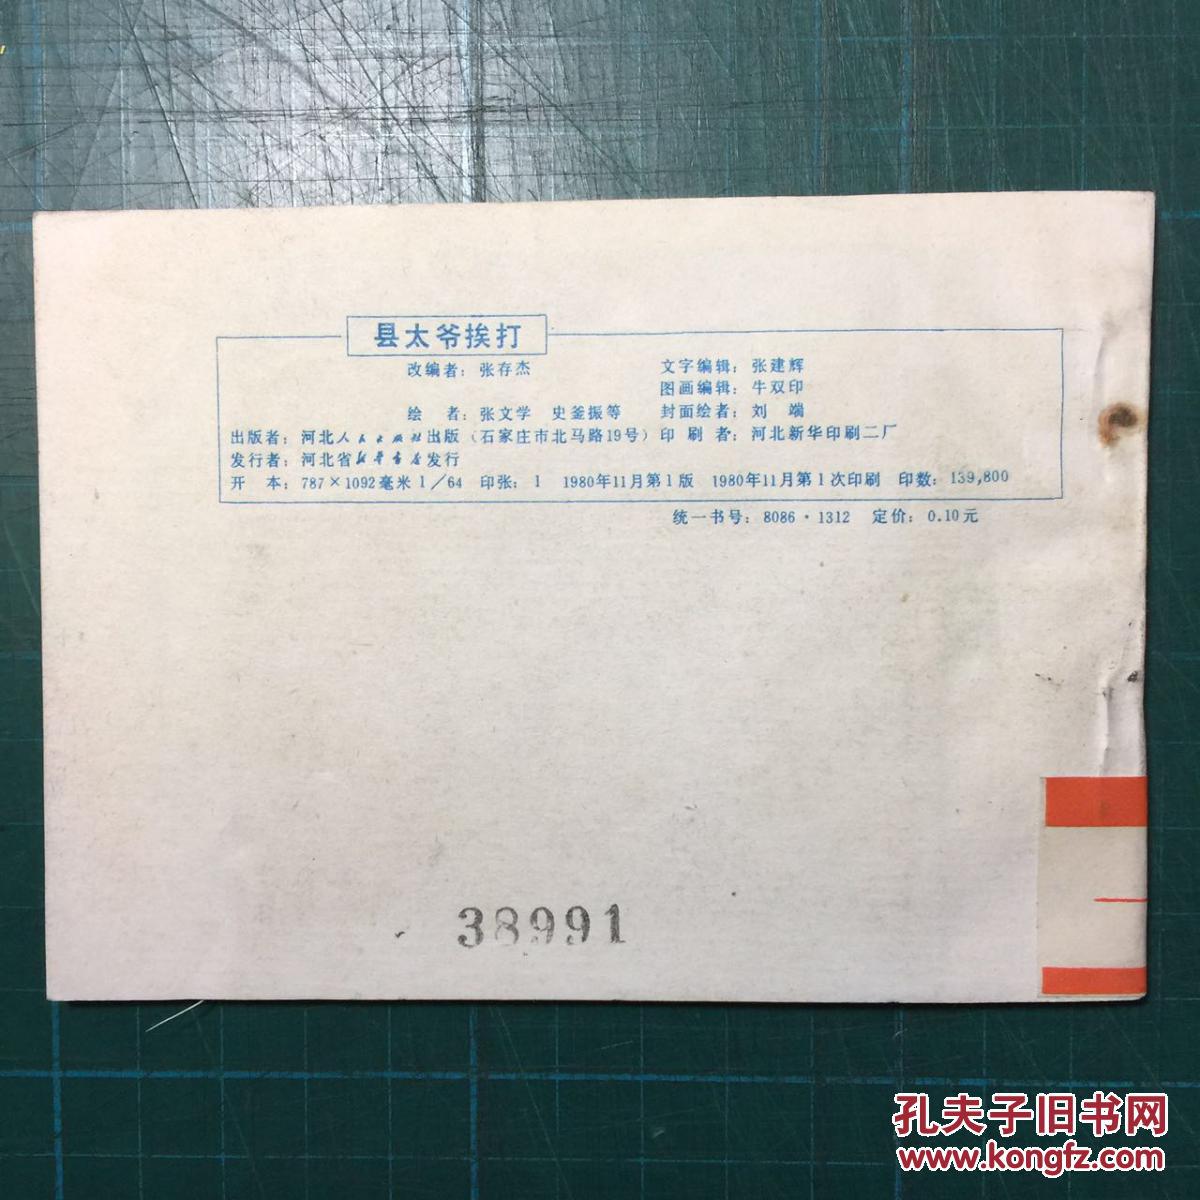 县太爷挨打
改编者：张存杰 文字编辑：张建辉
图画编辑：牛双印
绘 者：张文学 史釜振等 封面绘者：刘 端
出版者：河北人民出版社出版（石家庄市北马路19号）印 刷 者：河北新华印刷二厂
发行者：河北省新华书店发行
开 本：787×1092毫米 1/64 印张：1 1980年11月第1版 1980年11月第1次印刷 印数：139,800
统一书号：8086·1312 定价：0.10元
38991
孔夫子旧书网
www.kongfz.com